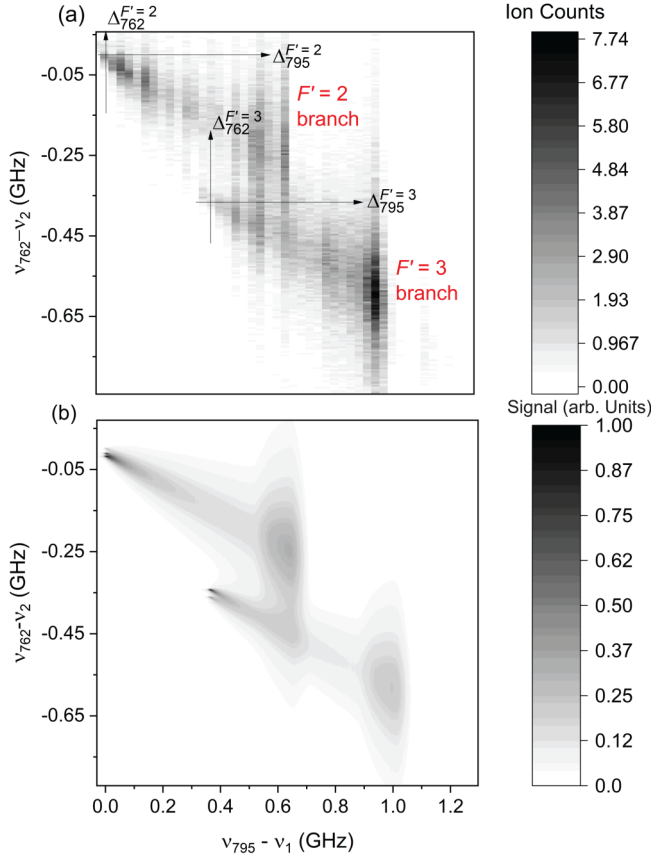 (a)
Δ₇₆₂^{F' = 2}
Δ₇₉₅^{F' = 2}
F' = 2
branch
Δ₇₆₂^{F' = 3}
Δ₇₉₅^{F' = 3}
F' = 3
branch
-0.05
-0.25
-0.45
-0.65
ν₇₆₂–ν₂ (GHz)
Ion Counts
7.74
6.77
5.80
4.84
3.87
2.90
1.93
0.967
0.00
(b)
-0.05
-0.25
-0.45
-0.65
ν₇₆₂-ν₂ (GHz)
0.0
0.2
0.4
0.6
0.8
1.0
1.2
ν₇₉₅ - ν₁ (GHz)
Signal (arb. Units)
1.00
0.87
0.75
0.62
0.50
0.37
0.25
0.12
0.0